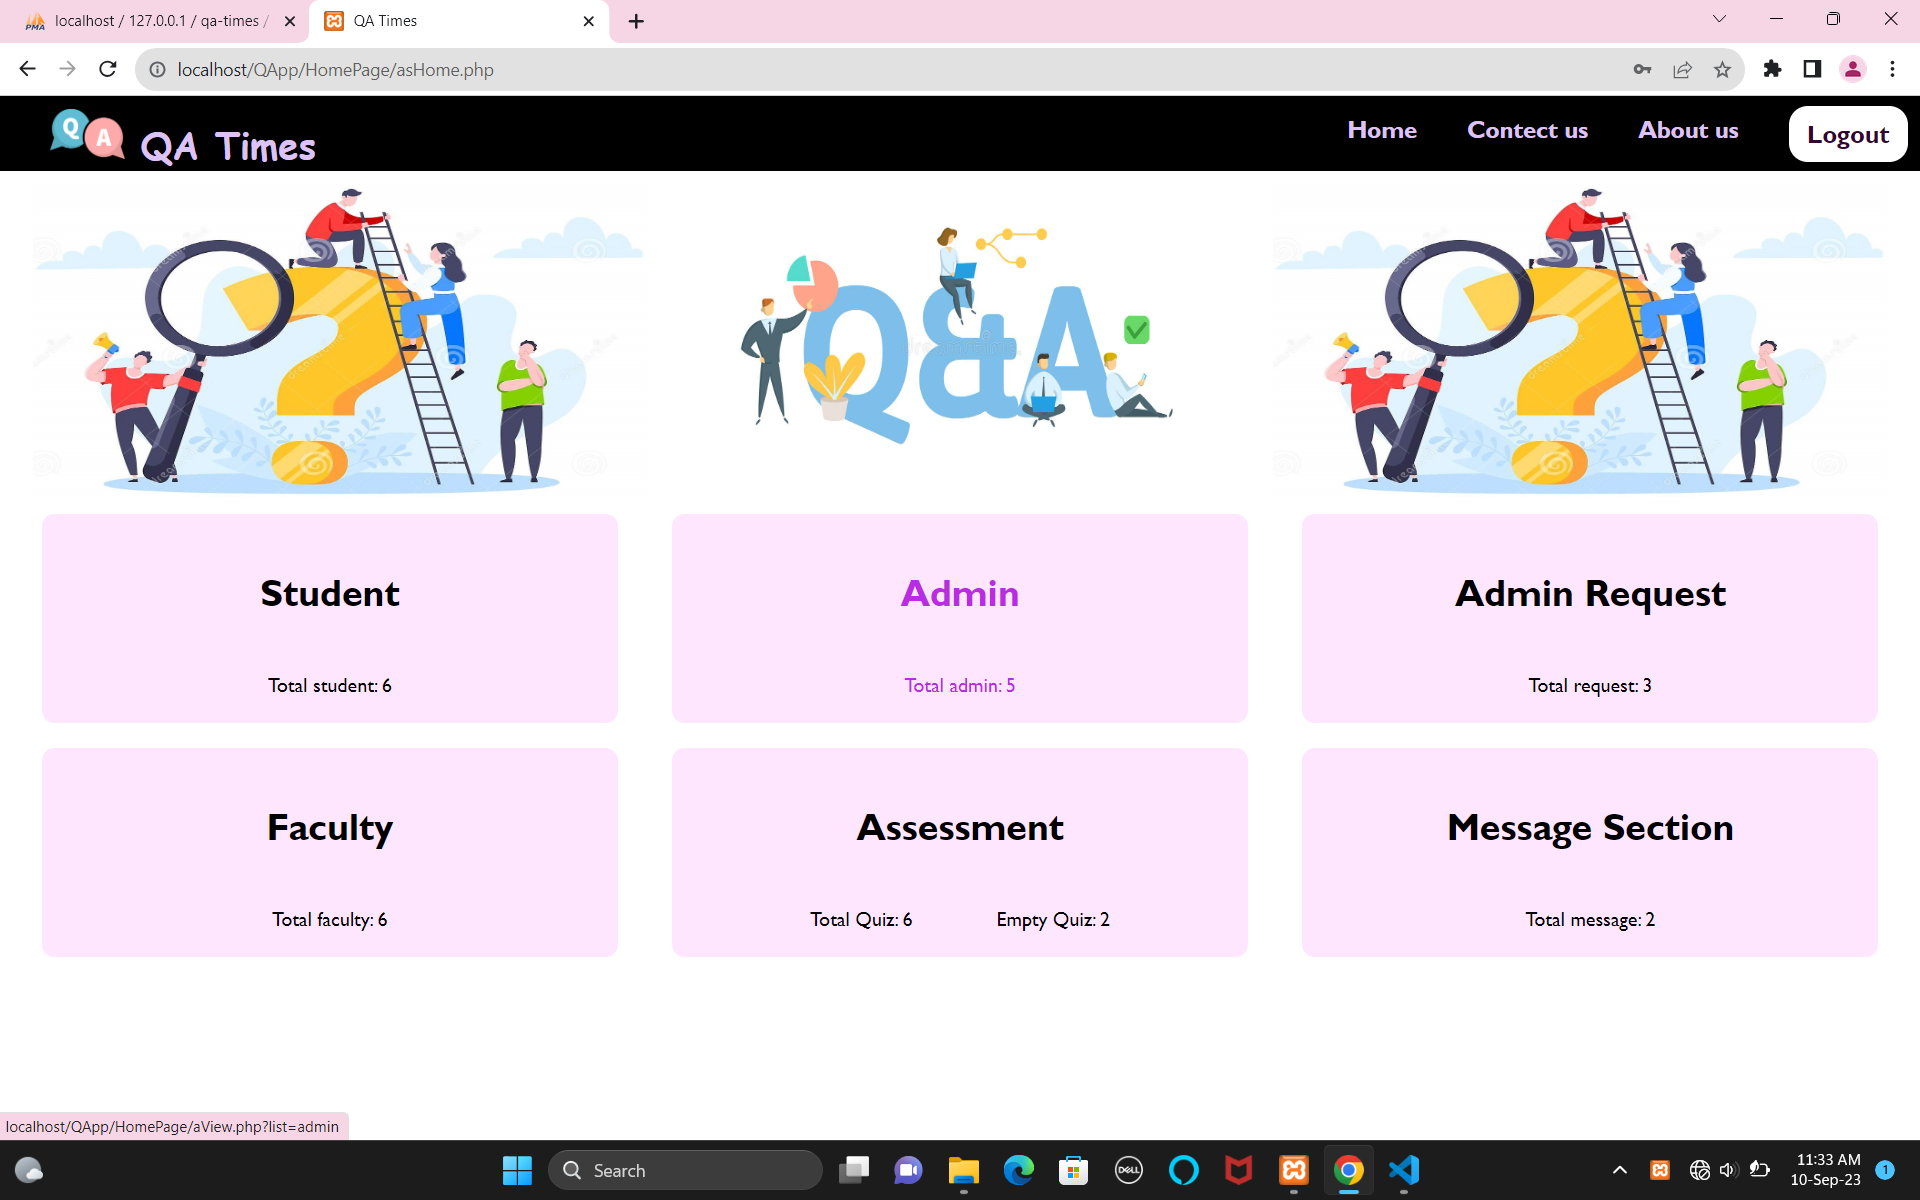 localhost / 127.0.0.1 / qa-times /
QA Times
localhost/QApp/HomePage/asHome.php
Q A QA Times
Home Contect us About us Logout
Q&A
Student
Total student: 6
Admin
Total admin: 5
Admin Request
Total request: 3
Faculty
Total faculty: 6
Assessment
Total Quiz: 6 Empty Quiz: 2
Message Section
Total message: 2
localhost/QApp/HomePage/aView.php?list=admin
Search
DELL
11:33 AM
10-Sep-23
1